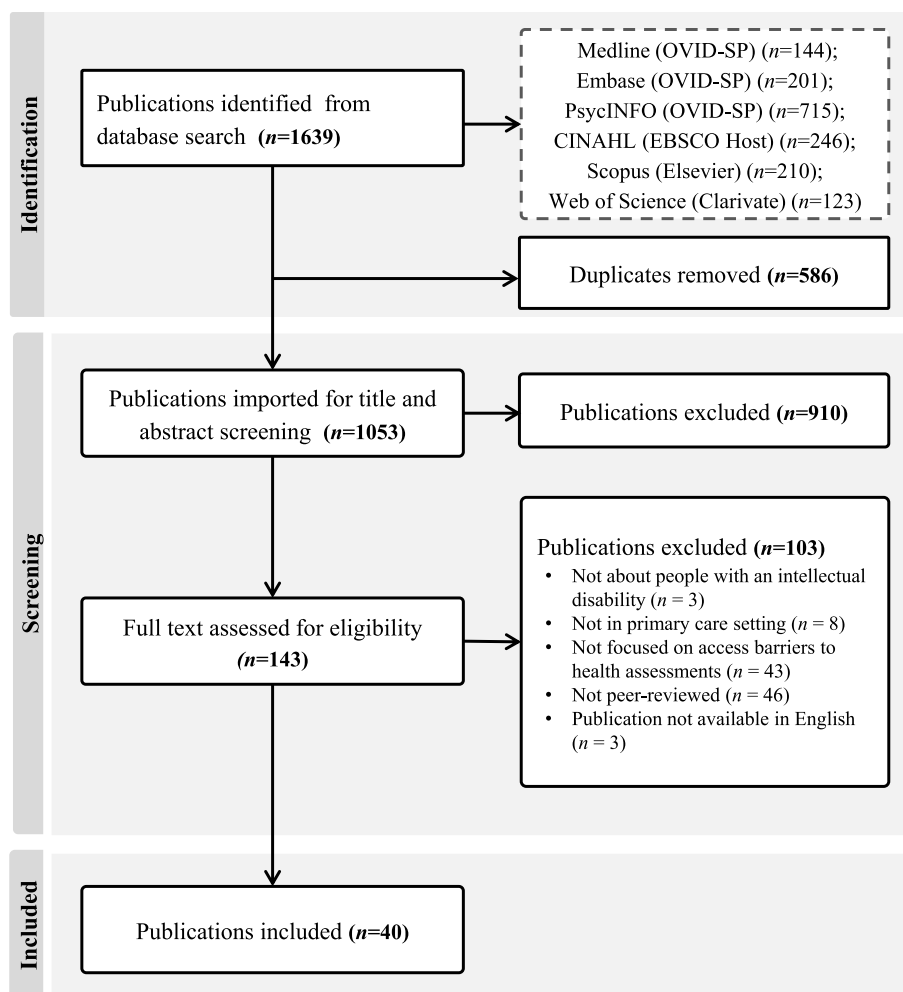 Identification
Publications identified from
database search (n=1639)
Medline (OVID-SP) (n=144);
Embase (OVID-SP) (n=201);
PsycINFO (OVID-SP) (n=715);
CINAHL (EBSCO Host) (n=246);
Scopus (Elsevier) (n=210);
Web of Science (Clarivate) (n=123)
Duplicates removed (n=586)
Screening
Publications imported for title and
abstract screening (n=1053)
Publications excluded (n=910)
Full text assessed for eligibility
(n=143)
Publications excluded (n=103)
• Not about people with an intellectual
disability (n = 3)
• Not in primary care setting (n = 8)
• Not focused on access barriers to
health assessments (n = 43)
• Not peer-reviewed (n = 46)
• Publication not available in English
(n = 3)
Included
Publications included (n=40)